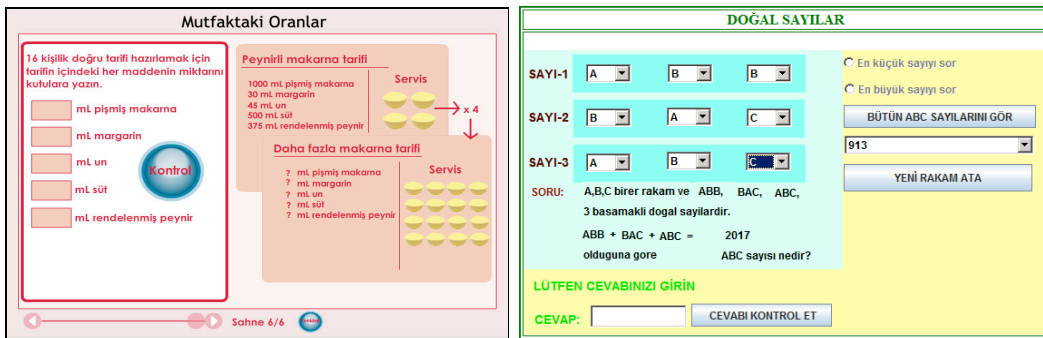 Mutfaktaki Oranlar
16 kişilik doğru tarifi hazırlamak için
tarifin içindeki her maddenin miktarını
kutulara yazın.
mL pişmiş makarna
mL margarin
mL un
mL süt
mL rendelenmiş peynir
Kontrol
Peynirli makarna tarifi
1000 mL pişmiş makarna
30 mL margarin
45 mL un
500 mL süt
375 mL rendelenmiş peynir
Servis
x 4
Daha fazla makarna tarifi
? mL pişmiş makarna
? mL margarin
? mL un
? mL süt
? mL rendelenmiş peynir
Servis
Sahne 6/6
DOĞAL SAYILAR
SAYI-1 A B B
SAYI-2 B A C
SAYI-3 A B C
SORU: A,B,C birer rakam ve ABB, BAC, ABC,
3 basamakli dogal sayilardir.
ABB + BAC + ABC = 2017
olduguna gore ABC sayısı nedir?
LÜTFEN CEVABINIZI GİRİN
CEVAP: CEVABI KONTROL ET
En küçük sayıyı sor
En büyük sayıyı sor
BÜTÜN ABC SAYILARINI GÖR
913
YENİ RAKAM ATA